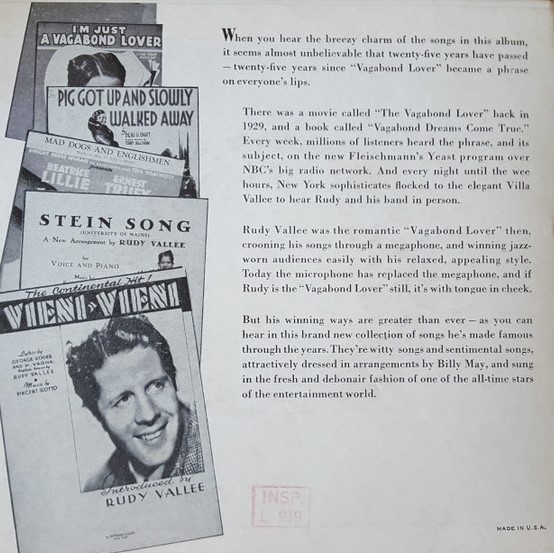 I'M JUST
A VAGABOND LOVER
PIG GOT UP AND SLOWLY
WALKED AWAY
MAD DOGS AND ENGLISHMEN
BEATRICE
LILLIE
ERNEST
STEIN SONG
(UNIVERSITY OF MAINE)
A New Arrangement by RUDY VALLEE
for
VOICE AND PIANO
The Continental Hit!
VIENI VIENI
Lyric by
GEORGE KOGER
AND H. VARNA
RUDY VALLEE
Music by
VINCENT SCOTTO
Introduced by
RUDY VALLEE
When you hear the breezy charm of the songs in this album,
it seems almost unbelievable that twenty-five years have passed
— twenty-five years since "Vagabond Lover" became a phrase
on everyone's lips.
There was a movie called "The Vagabond Lover" back in
1929, and a book called "Vagabond Dreams Come True."
Every week, millions of listeners heard the phrase, and its
subject, on the new Fleischmann's Yeast program over
NBC's big radio network. And every night until the wee
hours, New York sophisticates flocked to the elegant Villa
Vallee to hear Rudy and his band in person.
Rudy Vallee was the romantic "Vagabond Lover" then,
crooning his songs through a megaphone, and winning jazz-
worn audiences easily with his relaxed, appealing style.
Today the microphone has replaced the megaphone, and if
Rudy is the "Vagabond Lover" still, it's with tongue in cheek.
But his winning ways are greater than ever — as you can
hear in this brand new collection of songs he's made famous
through the years. They're witty songs and sentimental songs,
attractively dressed in arrangements by Billy May, and sung
in the fresh and debonair fashion of one of the all-time stars
of the entertainment world.
INSP.
MADE IN U.S.A.